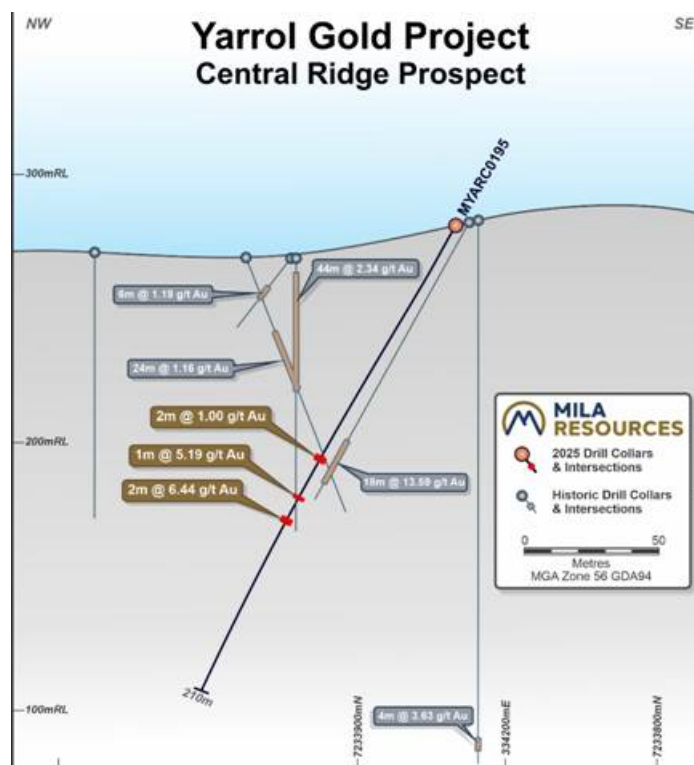 NW
SE
Yarrol Gold Project
Central Ridge Prospect
300mRL
MYARC0195
44m @ 2.34 g/t Au
6m @ 1.19 g/t Au
24m @ 1.16 g/t Au
2m @ 1.00 g/t Au
200mRL
1m @ 5.19 g/t Au
18m @ 13.59 g/t Au
2m @ 6.44 g/t Au
MILA
RESOURCES
2025 Drill Collars
& Intersections
Historic Drill Collars
& Intersections
0 50
Metres
MGA Zone 56 GDA94
210m
100mRL
4m @ 3.63 g/t Au
7233900mN
334200mE
7233800mN